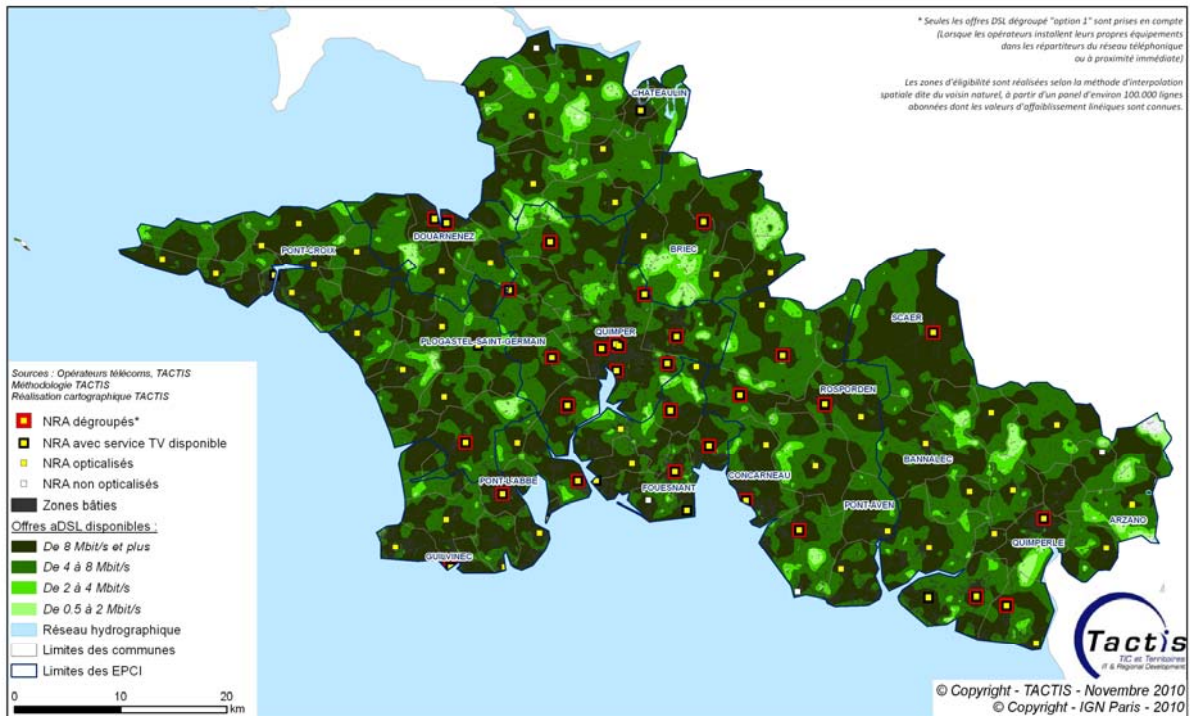 * Seules les offres DSL dégroupé "option 1" sont prises en compte
(Lorsque les opérateurs installent leurs propres équipements
dans les répartiteurs du réseau téléphonique
ou à proximité immédiate)
Les zones d'éligibilité sont réalisées selon la méthode d'interpolation
spatiale dite du voisin naturel, à partir d'un panel d'environ 100.000 lignes
abonnées dont les valeurs d'affaiblissement linéiques sont connues.
CHATEAULIN
DOUARNENEZ
PONT-CROIX
BRIEC
SCAER
QUIMPER
PLOGASTEL-SAINT-GERMAIN
ROSPORDEN
BANNALEC
CONCARNEAU
PONT-L'ABBE
FOUESNANT
PONT-AVEN
ARZANO
QUIMPERLE
GUILVINEC
Sources : Opérateurs télécoms, TACTIS
Méthodologie TACTIS
Réalisation cartographique TACTIS
NRA dégroupés*
NRA avec service TV disponible
NRA opticalisés
NRA non opticalisés
Zones bâties
Offres aDSL disponibles :
De 8 Mbit/s et plus
De 4 à 8 Mbit/s
De 2 à 4 Mbit/s
De 0.5 à 2 Mbit/s
Réseau hydrographique
Limites des communes
Limites des EPCI
0 10 20
km
Tactis
TIC et Territoires
IT & Regional Development
© Copyright - TACTIS - Novembre 2010
© Copyright - IGN Paris - 2010